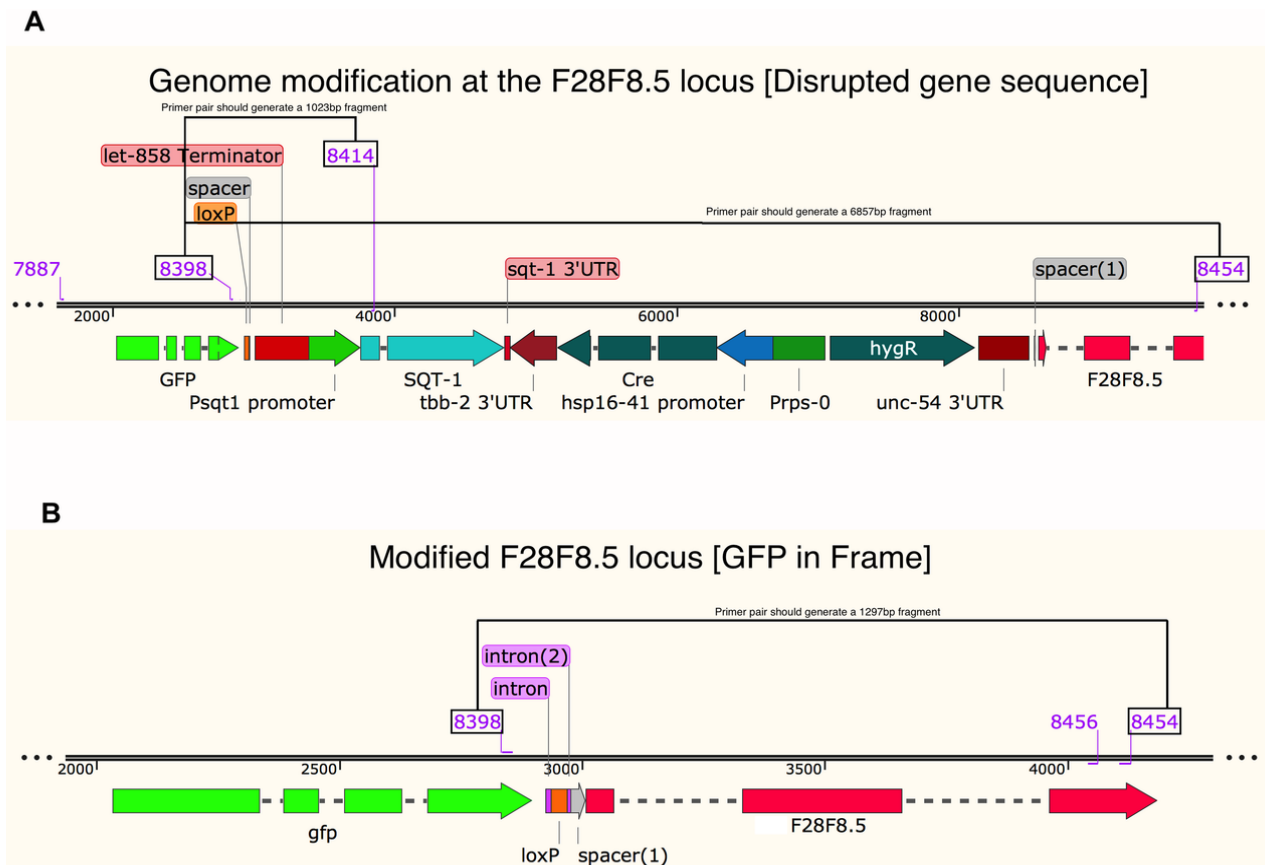 A
Genome modification at the F28F8.5 locus [Disrupted gene sequence]
Primer pair should generate a 1023bp fragment
let-858 Terminator
8414
spacer
loxP
Primer pair should generate a 6857bp fragment
7887
8398
sqt-1 3'UTR
spacer(1)
8454
2000
4000
6000
8000
hygR
GFP
SQT-1
Cre
F28F8.5
Psqt1 promoter
tbb-2 3'UTR
hsp16-41 promoter
Prps-0
unc-54 3'UTR
B
Modified F28F8.5 locus [GFP in Frame]
Primer pair should generate a 1297bp fragment
intron(2)
intron
8398
8456
8454
2000
2500
3000
3500
4000
gfp
F28F8.5
loxP
spacer(1)